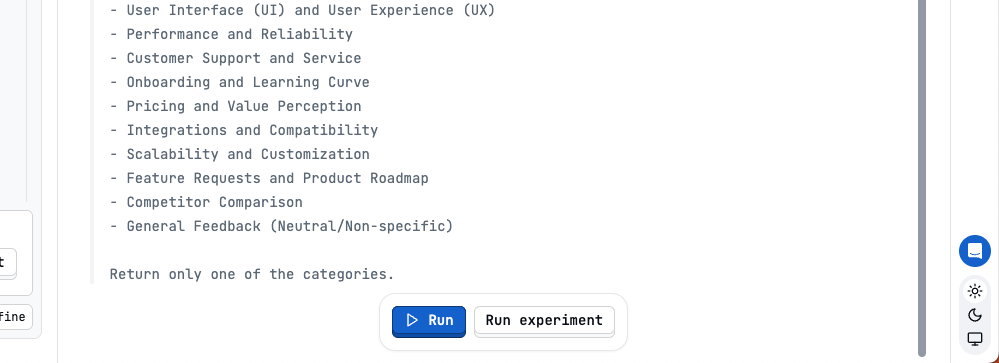 - User Interface (UI) and User Experience (UX)
- Performance and Reliability
- Customer Support and Service
- Onboarding and Learning Curve
- Pricing and Value Perception
- Integrations and Compatibility
- Scalability and Customization
- Feature Requests and Product Roadmap
- Competitor Comparison
- General Feedback (Neutral/Non-specific)
Return only one of the categories.
t
fine
Run
Run experiment